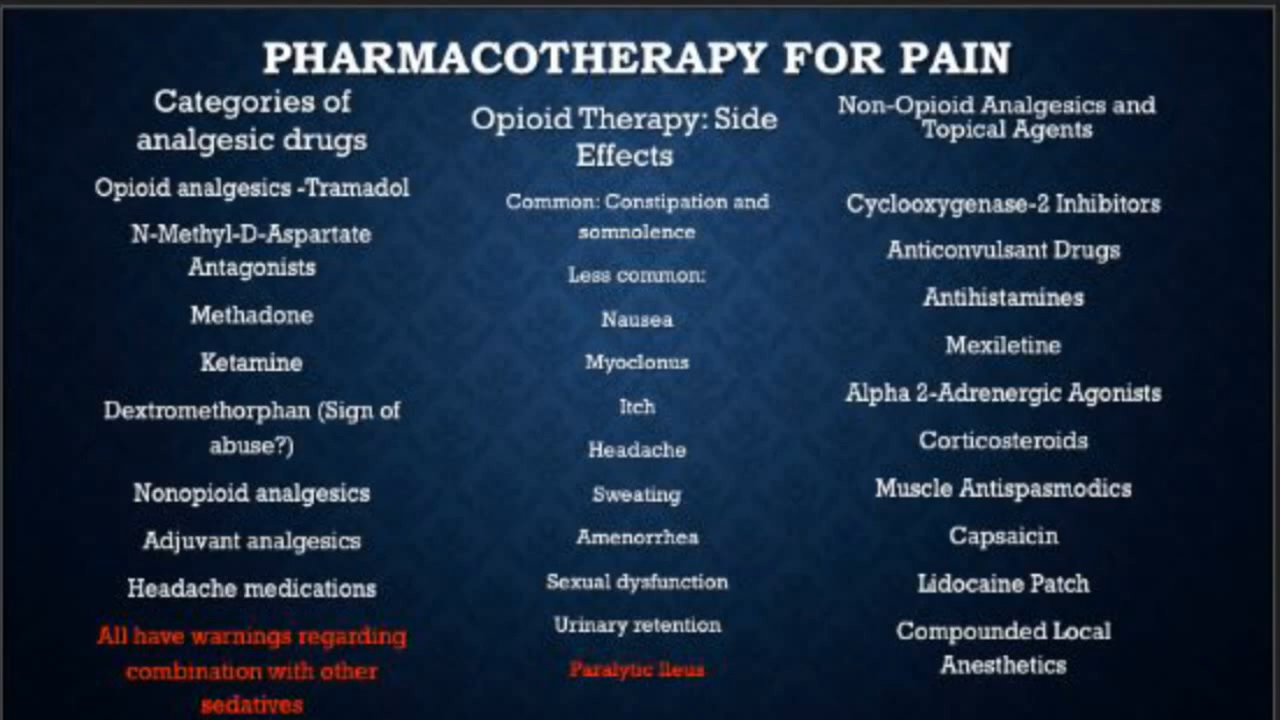 PHARMACOTHERAPY FOR PAIN
Categories of
analgesic drugs
Opioid analgesics -Tramadol
N-Methyl-D-Aspartate
Antagonists
Methadone
Ketamine
Dextromethorphan (Sign of
abuse?)
Nonopioid analgesics
Adjuvant analgesics
Headache medications
All have warnings regarding
combination with other
sedatives
Opioid Therapy: Side
Effects
Common: Constipation and
somnolence
Less common:
Nausea
Myoclonus
Itch
Headache
Sweating
Amenorrhea
Sexual dysfunction
Urinary retention
Paralytic Ileus
Non-Opioid Analgesics and
Topical Agents
Cyclooxygenase-2 Inhibitors
Anticonvulsant Drugs
Antihistamines
Mexiletine
Alpha 2-Adrenergic Agonists
Corticosteroids
Muscle Antispasmodics
Capsaicin
Lidocaine Patch
Compounded Local
Anesthetics